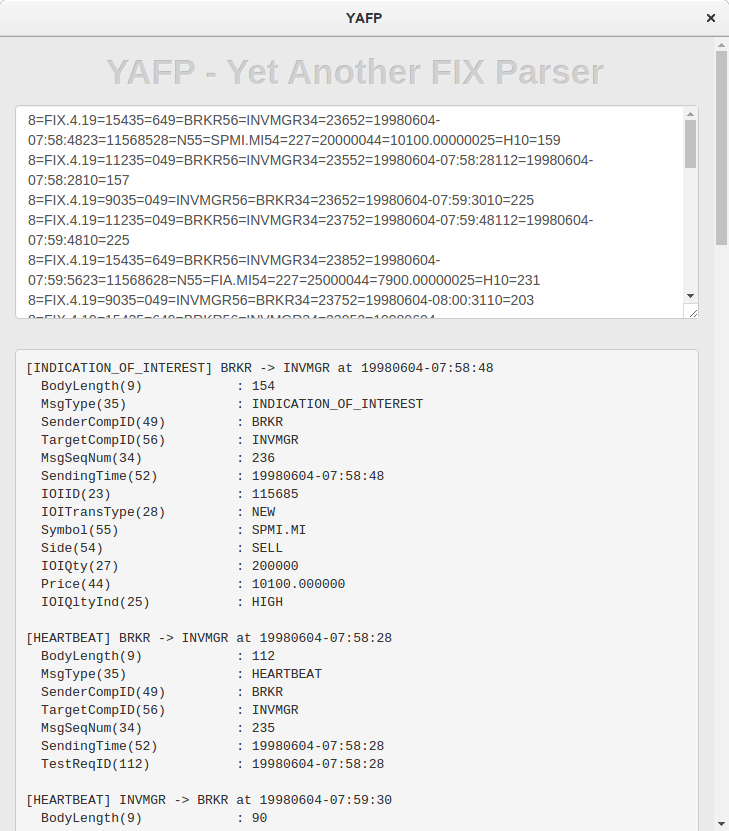 YAFP
YAFP - Yet Another FIX Parser
8=FIX.4.19=15435=649=BRKR56=INVMGR34=23652=19980604-
07:58:4823=11568528=N55=SPMI.MI54=227=20000044=10100.00000025=H10=159
8=FIX.4.19=11235=049=BRKR56=INVMGR34=23552=19980604-07:58:28112=19980604-
07:58:2810=157
8=FIX.4.19=9035=049=INVMGR56=BRKR34=23652=19980604-07:59:3010=225
8=FIX.4.19=11235=049=BRKR56=INVMGR34=23752=19980604-07:59:48112=19980604-
07:59:4810=225
8=FIX.4.19=15435=649=BRKR56=INVMGR34=23852=19980604-
07:59:5623=11568628=N55=FIA.MI54=227=25000044=7900.00000025=H10=231
8=FIX.4.19=9035=049=INVMGR56=BRKR34=23752=19980604-08:00:3110=203
[INDICATION_OF_INTEREST] BRKR -> INVMGR at 19980604-07:58:48
BodyLength(9) : 154
MsgType(35) : INDICATION_OF_INTEREST
SenderCompID(49) : BRKR
TargetCompID(56) : INVMGR
MsgSeqNum(34) : 236
SendingTime(52) : 19980604-07:58:48
IOIID(23) : 115685
IOITransType(28) : NEW
Symbol(55) : SPMI.MI
Side(54) : SELL
IOIQty(27) : 200000
Price(44) : 10100.000000
IOIQltyInd(25) : HIGH
[HEARTBEAT] BRKR -> INVMGR at 19980604-07:58:28
BodyLength(9) : 112
MsgType(35) : HEARTBEAT
SenderCompID(49) : BRKR
TargetCompID(56) : INVMGR
MsgSeqNum(34) : 235
SendingTime(52) : 19980604-07:58:28
TestReqID(112) : 19980604-07:58:28
[HEARTBEAT] INVMGR -> BRKR at 19980604-07:59:30
BodyLength(9) : 90